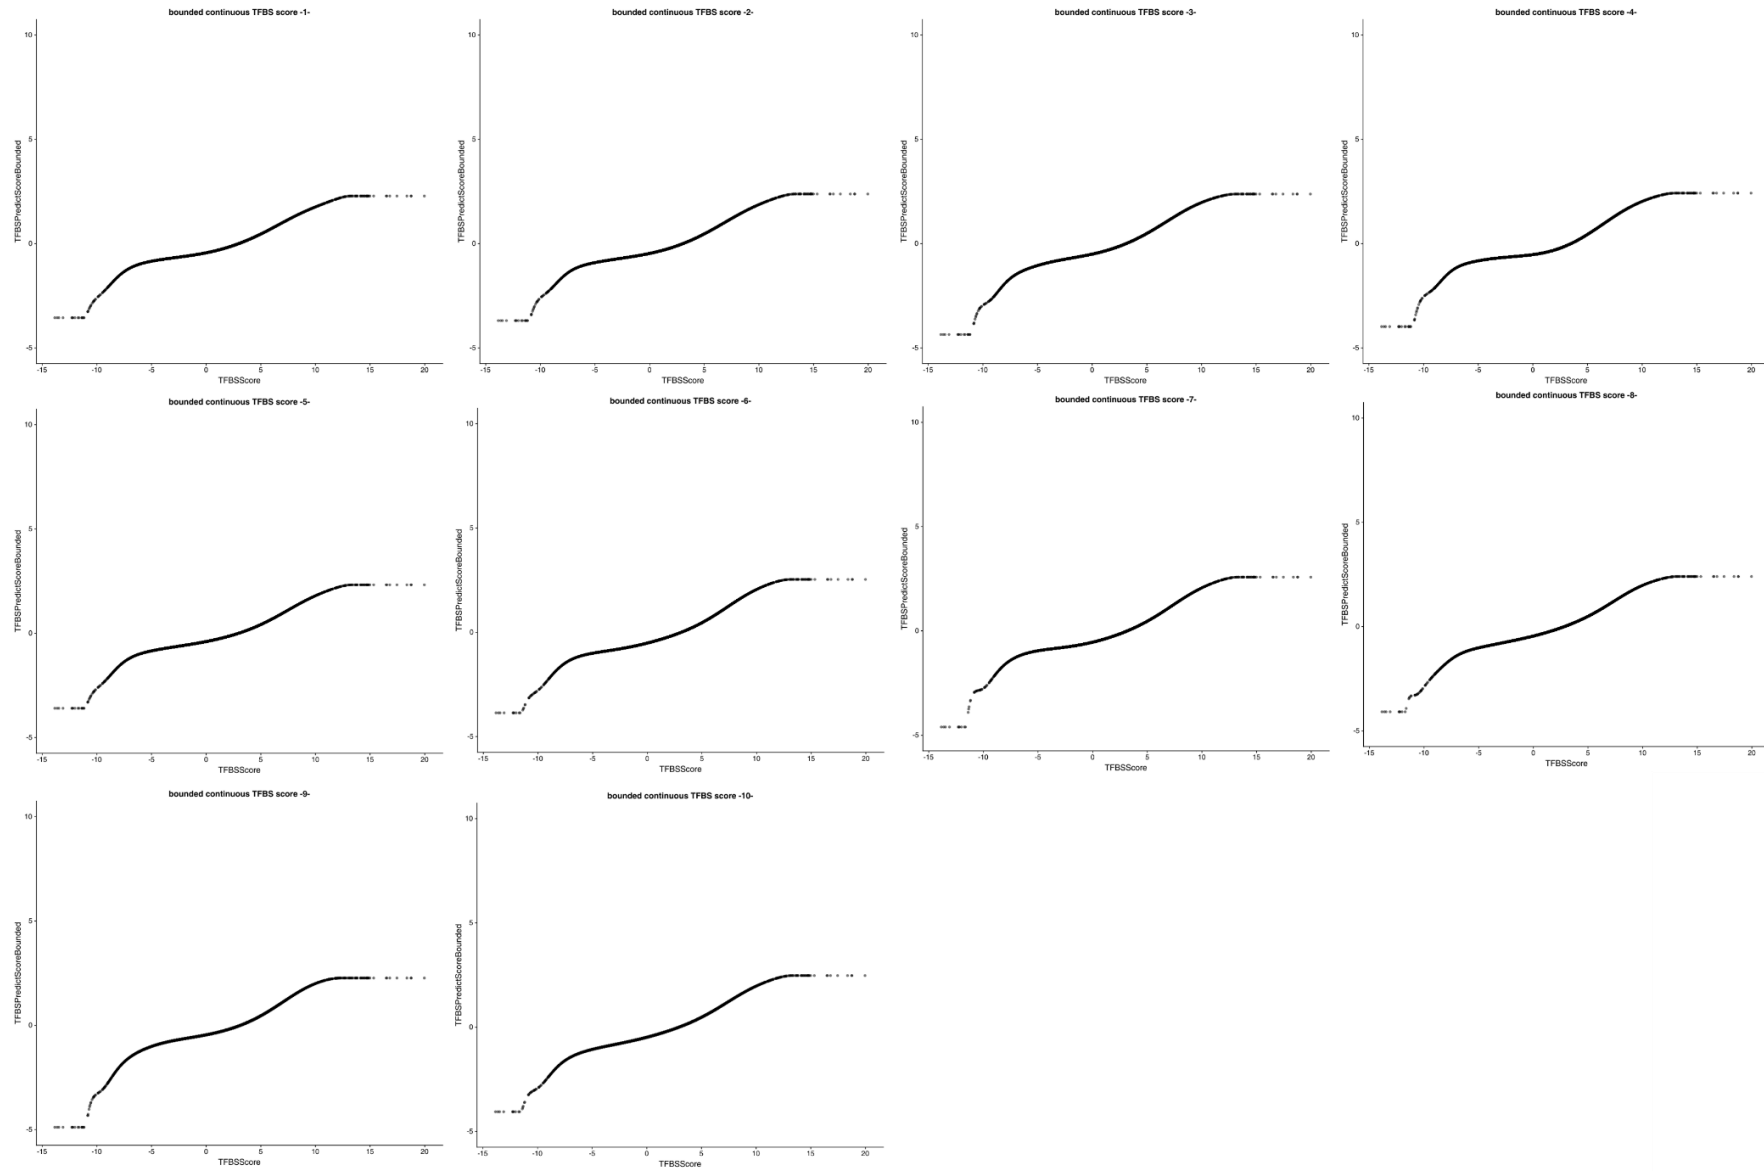 bounded continuous TFBS score -1-
TFBSPredictScoreBounded
10
5
0
-5
-15 -10 -5 0 5 10 15 20
TFBSScore
bounded continuous TFBS score -2-
TFBSPredictScoreBounded
10
5
0
-5
-15 -10 -5 0 5 10 15 20
TFBSScore
bounded continuous TFBS score -3-
TFBSPredictScoreBounded
10
5
0
-5
-15 -10 -5 0 5 10 15 20
TFBSScore
bounded continuous TFBS score -4-
TFBSPredictScoreBounded
10
5
0
-5
-15 -10 -5 0 5 10 15 20
TFBSScore
bounded continuous TFBS score -5-
TFBSPredictScoreBounded
10
5
0
-5
-15 -10 -5 0 5 10 15 20
TFBSScore
bounded continuous TFBS score -6-
TFBSPredictScoreBounded
10
5
0
-5
-15 -10 -5 0 5 10 15 20
TFBSScore
bounded continuous TFBS score -7-
TFBSPredictScoreBounded
10
5
0
-5
-15 -10 -5 0 5 10 15 20
TFBSScore
bounded continuous TFBS score -8-
TFBSPredictScoreBounded
10
5
0
-5
-15 -10 -5 0 5 10 15 20
TFBSScore
bounded continuous TFBS score -9-
TFBSPredictScoreBounded
10
5
0
-5
-15 -10 -5 0 5 10 15 20
TFBSScore
bounded continuous TFBS score -10-
TFBSPredictScoreBounded
10
5
0
-5
-15 -10 -5 0 5 10 15 20
TFBSScore